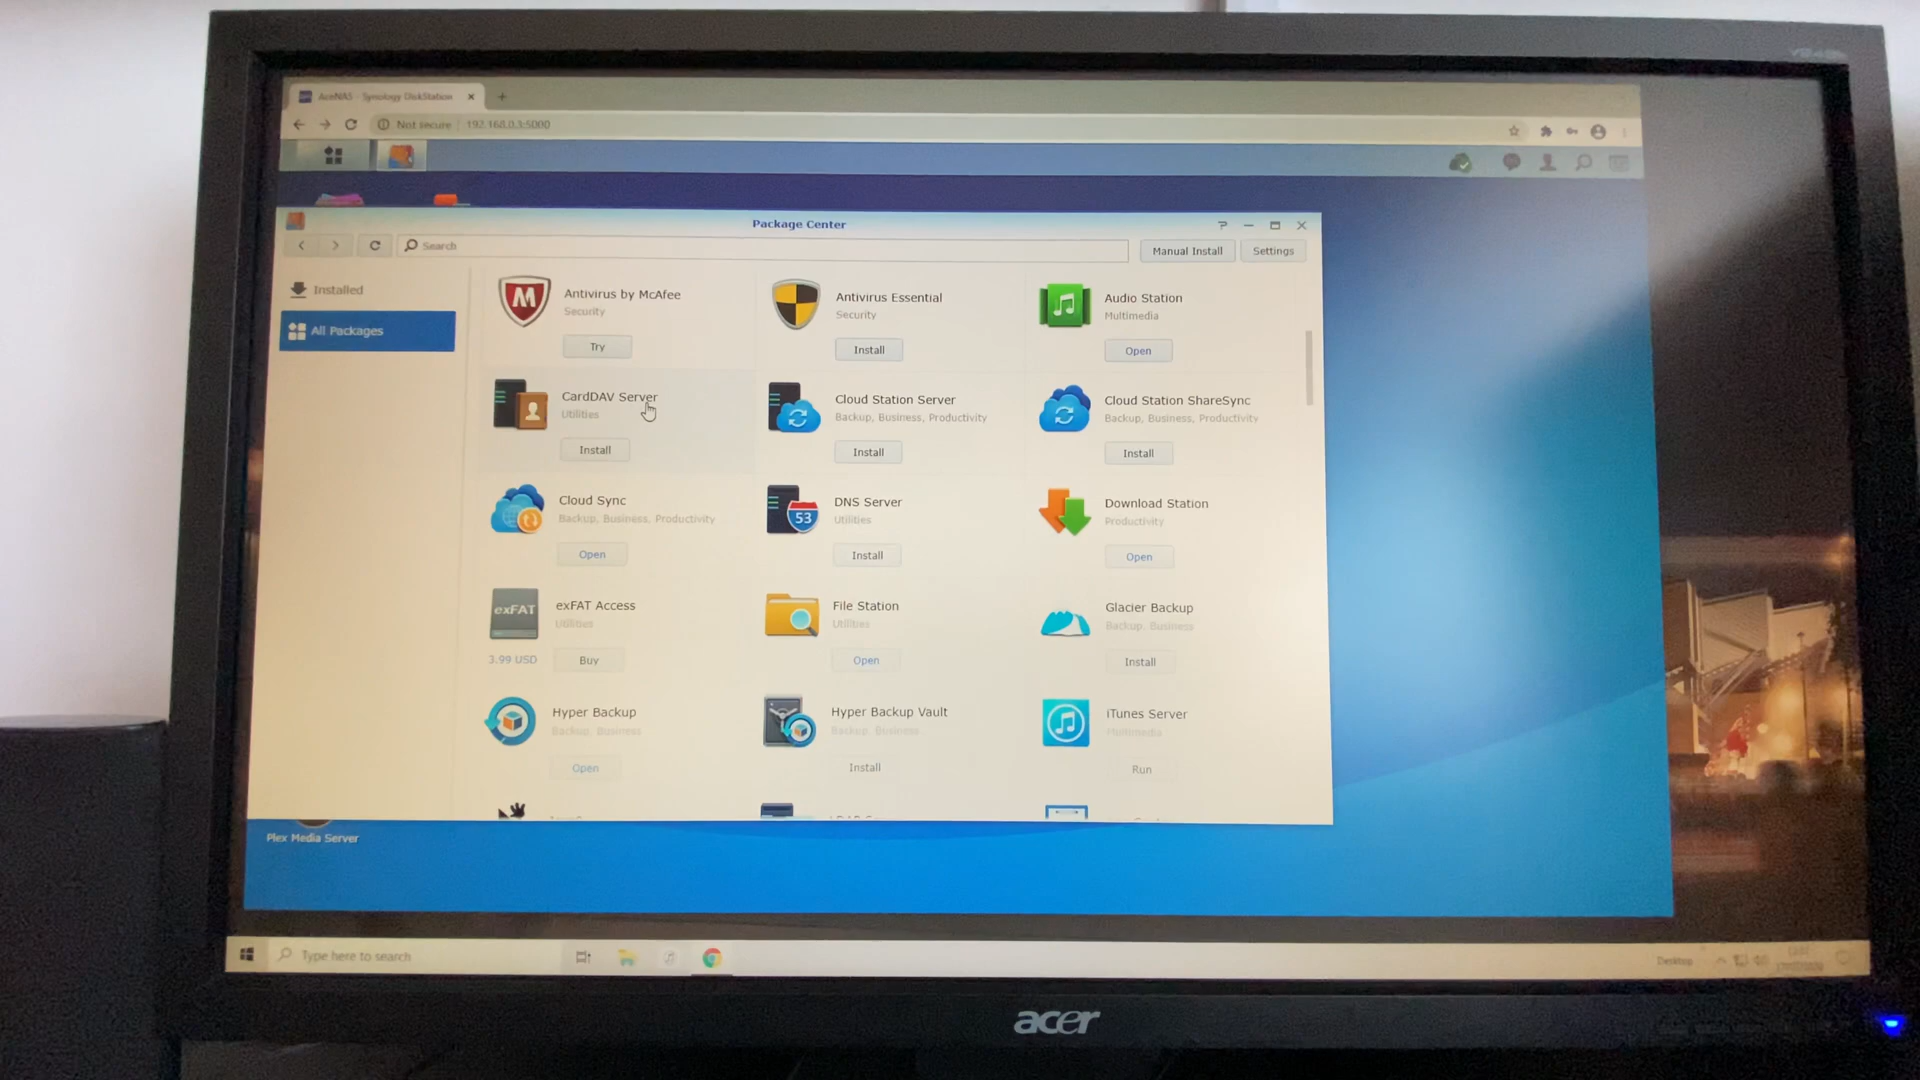 AceNAS - Synology DiskStation
Not secure | 192.168.0.3:5000
Package Center
Search
Manual Install
Settings
Installed
All Packages
Antivirus by McAfee
Security
Try
Antivirus Essential
Security
Install
Audio Station
Multimedia
Open
CardDAV Server
Utilities
Install
Cloud Station Server
Backup, Business, Productivity
Install
Cloud Station ShareSync
Backup, Business, Productivity
Install
Cloud Sync
Backup, Business, Productivity
Open
53
DNS Server
Utilities
Install
Download Station
Productivity
Open
exFAT
exFAT Access
Utilities
3.99 USD
Buy
File Station
Utilities
Open
Glacier Backup
Backup, Business
Install
Hyper Backup
Backup, Business
Open
Hyper Backup Vault
Backup, Business
Install
iTunes Server
Multimedia
Run
Plex Media Server
Type here to search
Desktop
acer